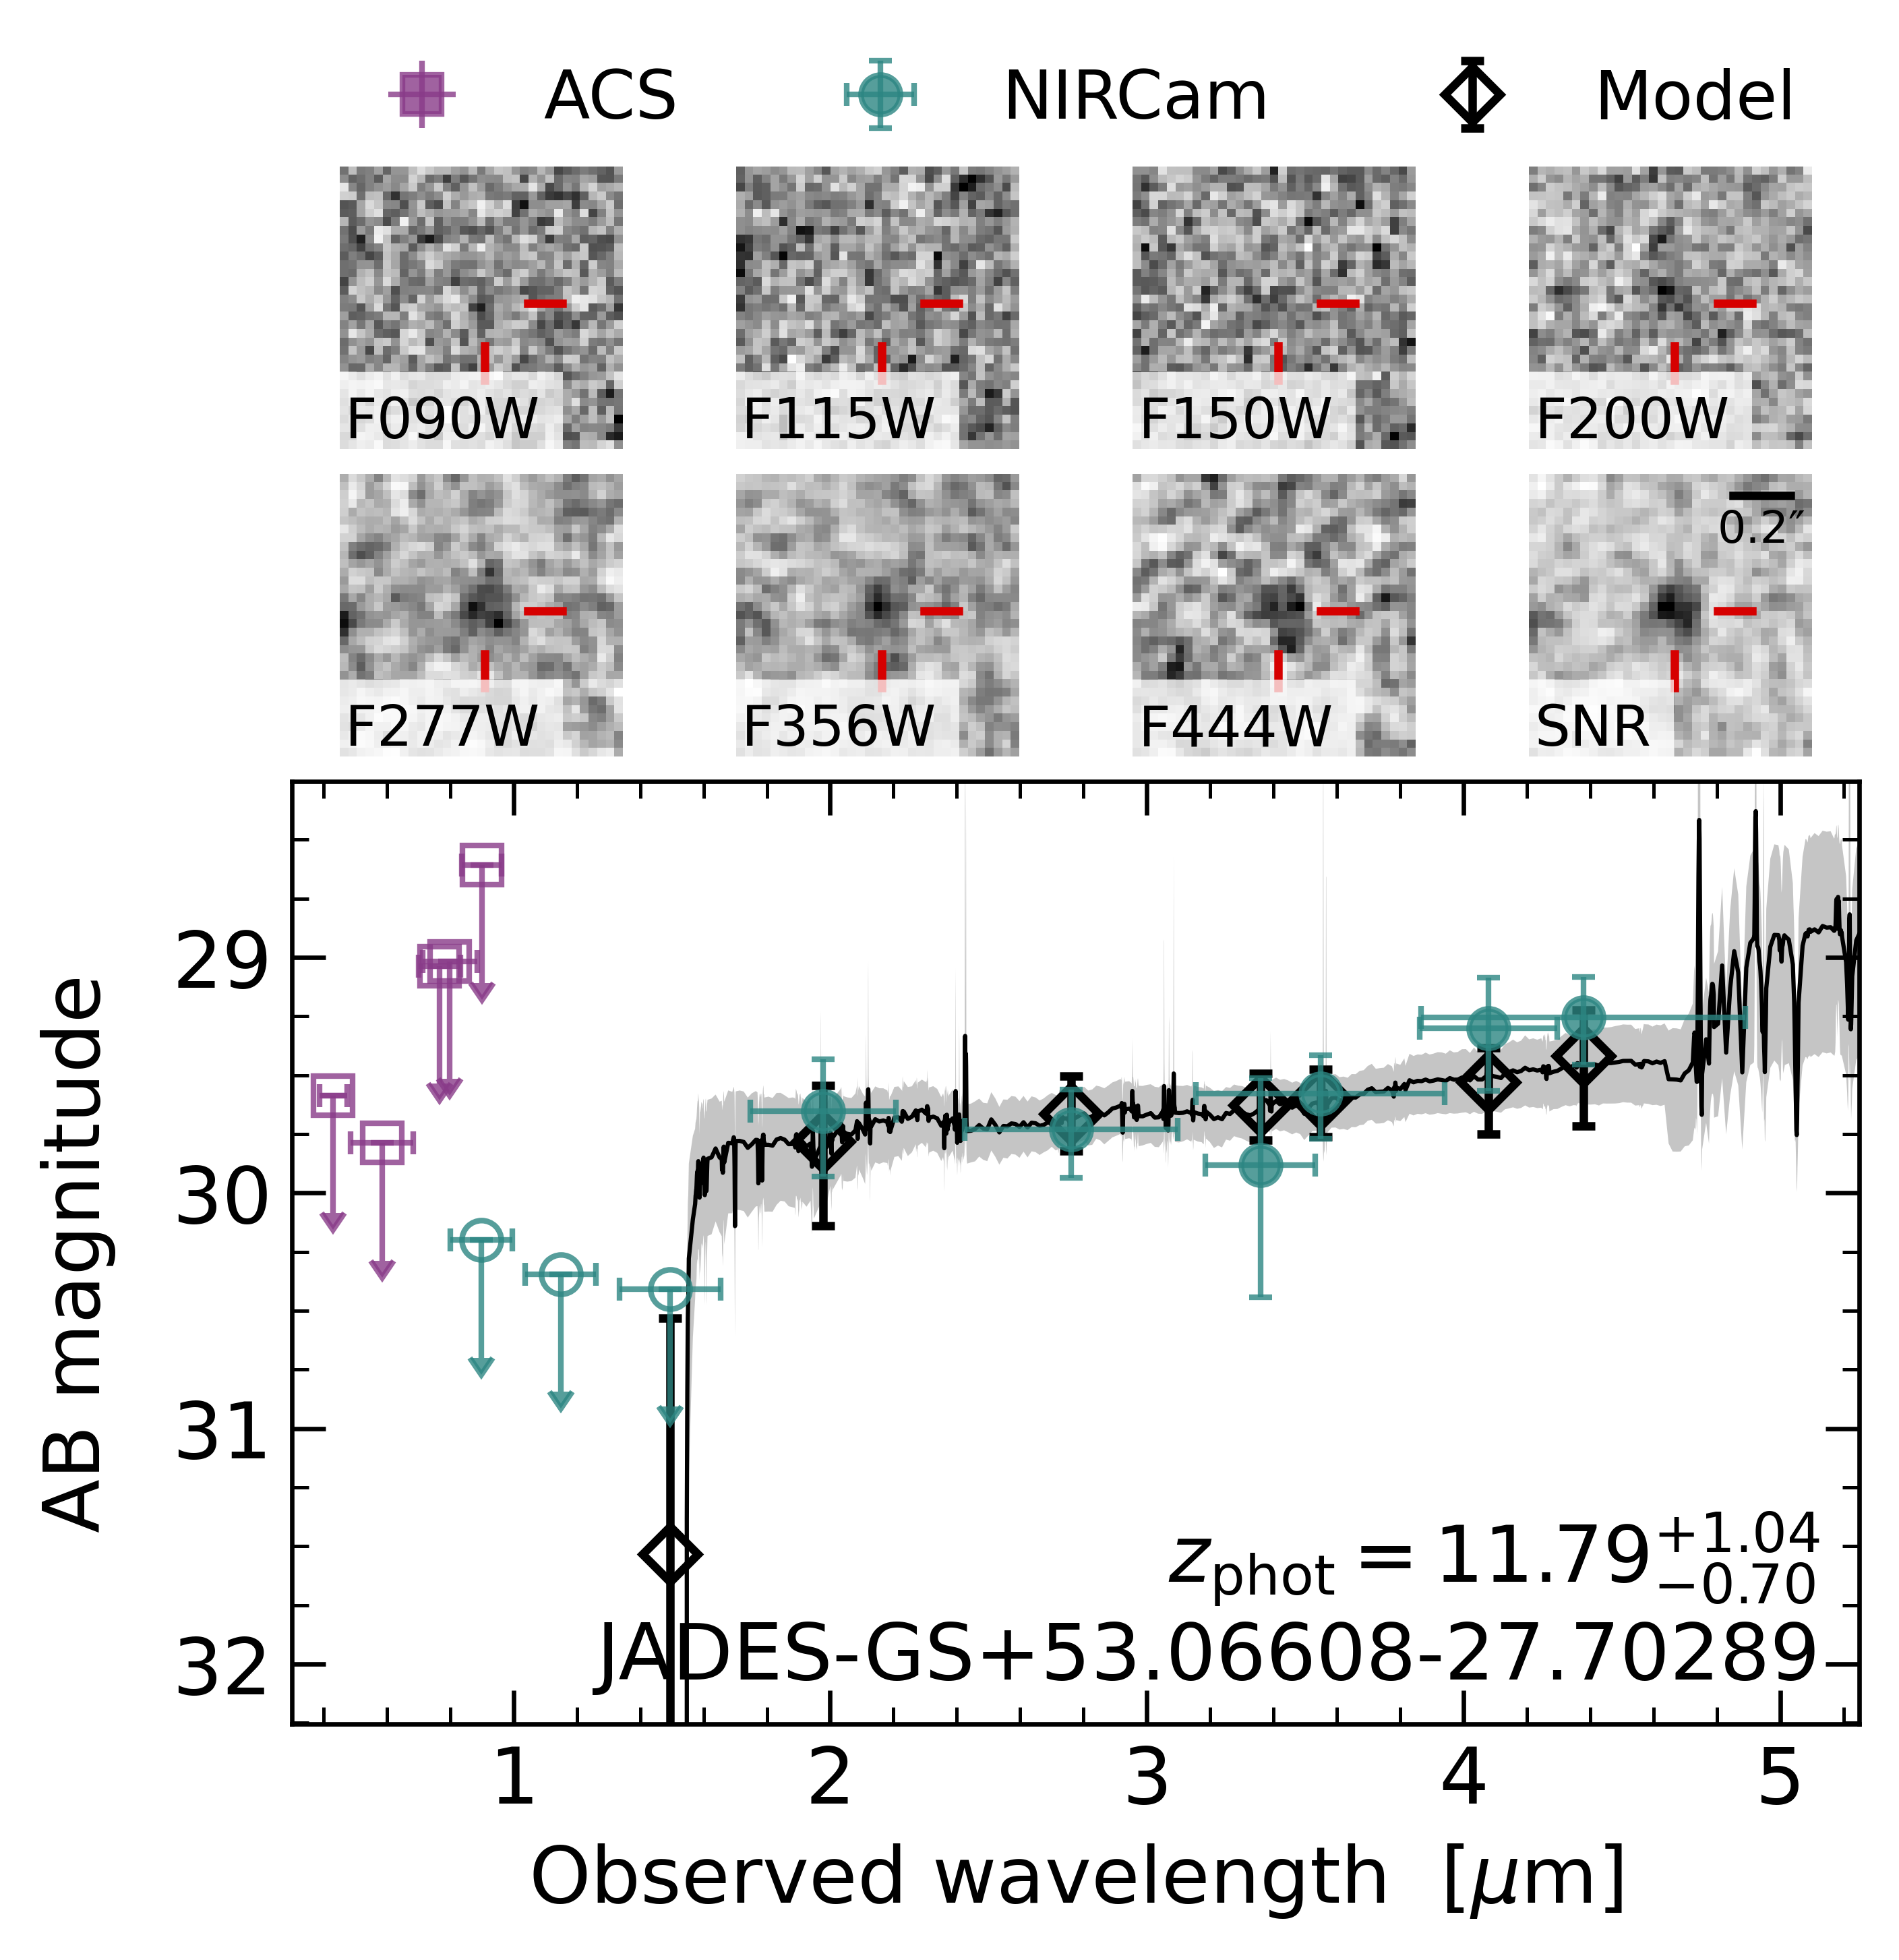 ACS NIRCam Model
F090W F115W F150W F200W
0.2″
F277W F356W F444W SNR
AB magnitude
29
30
31
32
z_phot = 11.79^{+1.04}_{−0.70}
JADES-GS+53.06608-27.70289
1 2 3 4 5
Observed wavelength [μm]